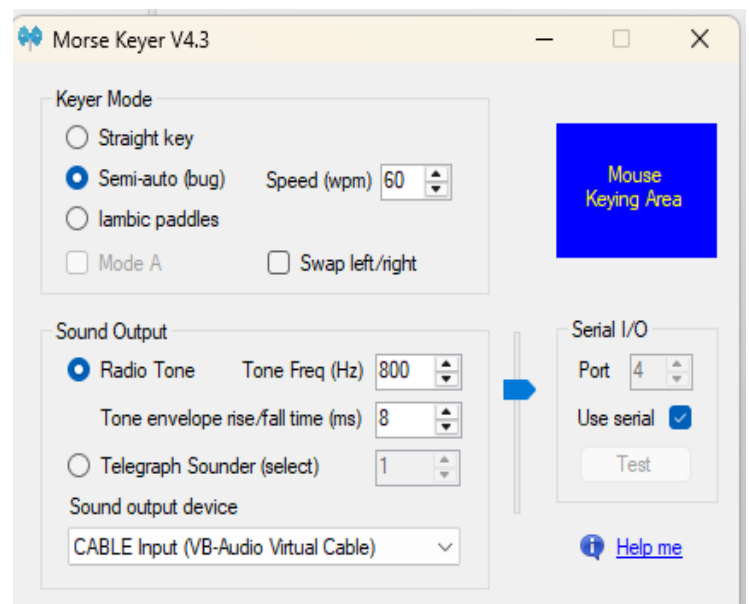 Morse Keyer V4.3
Keyer Mode
Straight key
Semi-auto (bug) Speed (wpm) 60
Iambic paddles
Mode A Swap left/right
Mouse
Keying Area
Sound Output
Radio Tone Tone Freq (Hz) 800
Tone envelope rise/fall time (ms) 8
Telegraph Sounder (select) 1
Sound output device
CABLE Input (VB-Audio Virtual Cable)
Serial I/O
Port 4
Use serial
Test
Help me